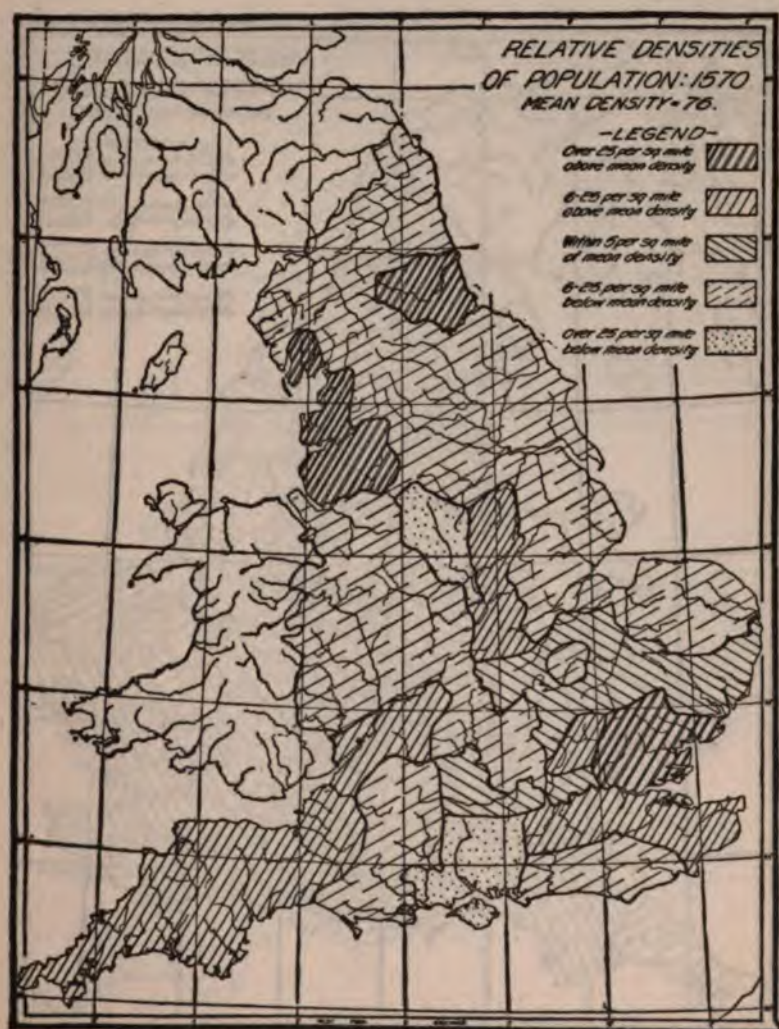 RELATIVE DENSITIES
OF POPULATION: 1570
MEAN DENSITY=76.
-LEGEND-
Over 25 per sq mile
above mean density
6-25 per sq mile
above mean density
Within 5 per sq mile
of mean density
6-25 per sq mile
below mean density
Over 25 per sq mile
below mean density